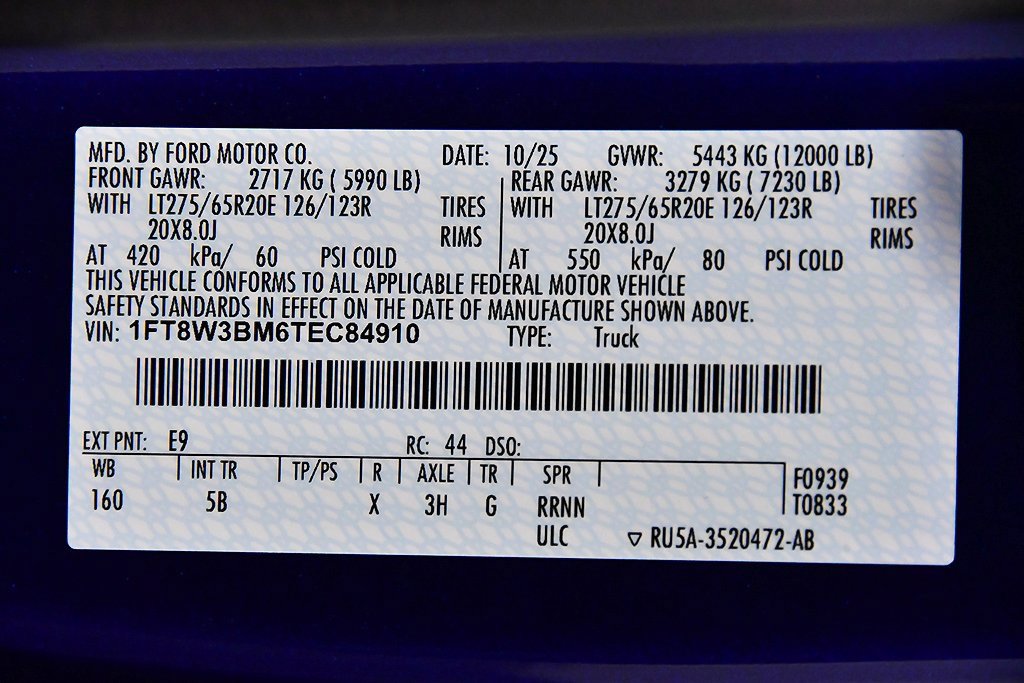 MFD. BY FORD MOTOR CO. DATE: 10/25 GVWR: 5443 KG (12000 LB)
FRONT GAWR: 2717 KG ( 5990 LB) REAR GAWR: 3279 KG ( 7230 LB)
WITH LT275/65R20E 126/123R TIRES WITH LT275/65R20E 126/123R TIRES
20X8.0J RIMS 20X8.0J RIMS
AT 420 kPa/ 60 PSI COLD AT 550 kPa/ 80 PSI COLD
THIS VEHICLE CONFORMS TO ALL APPLICABLE FEDERAL MOTOR VEHICLE
SAFETY STANDARDS IN EFFECT ON THE DATE OF MANUFACTURE SHOWN ABOVE.
VIN: 1FT8W3BM6TEC84910 TYPE: Truck
EXT PNT: E9 RC: 44 DSO:
WB INT TR TP/PS R AXLE TR SPR F0939
160 5B X 3H G RRNN T0833
ULC ▽ RU5A-3520472-AB